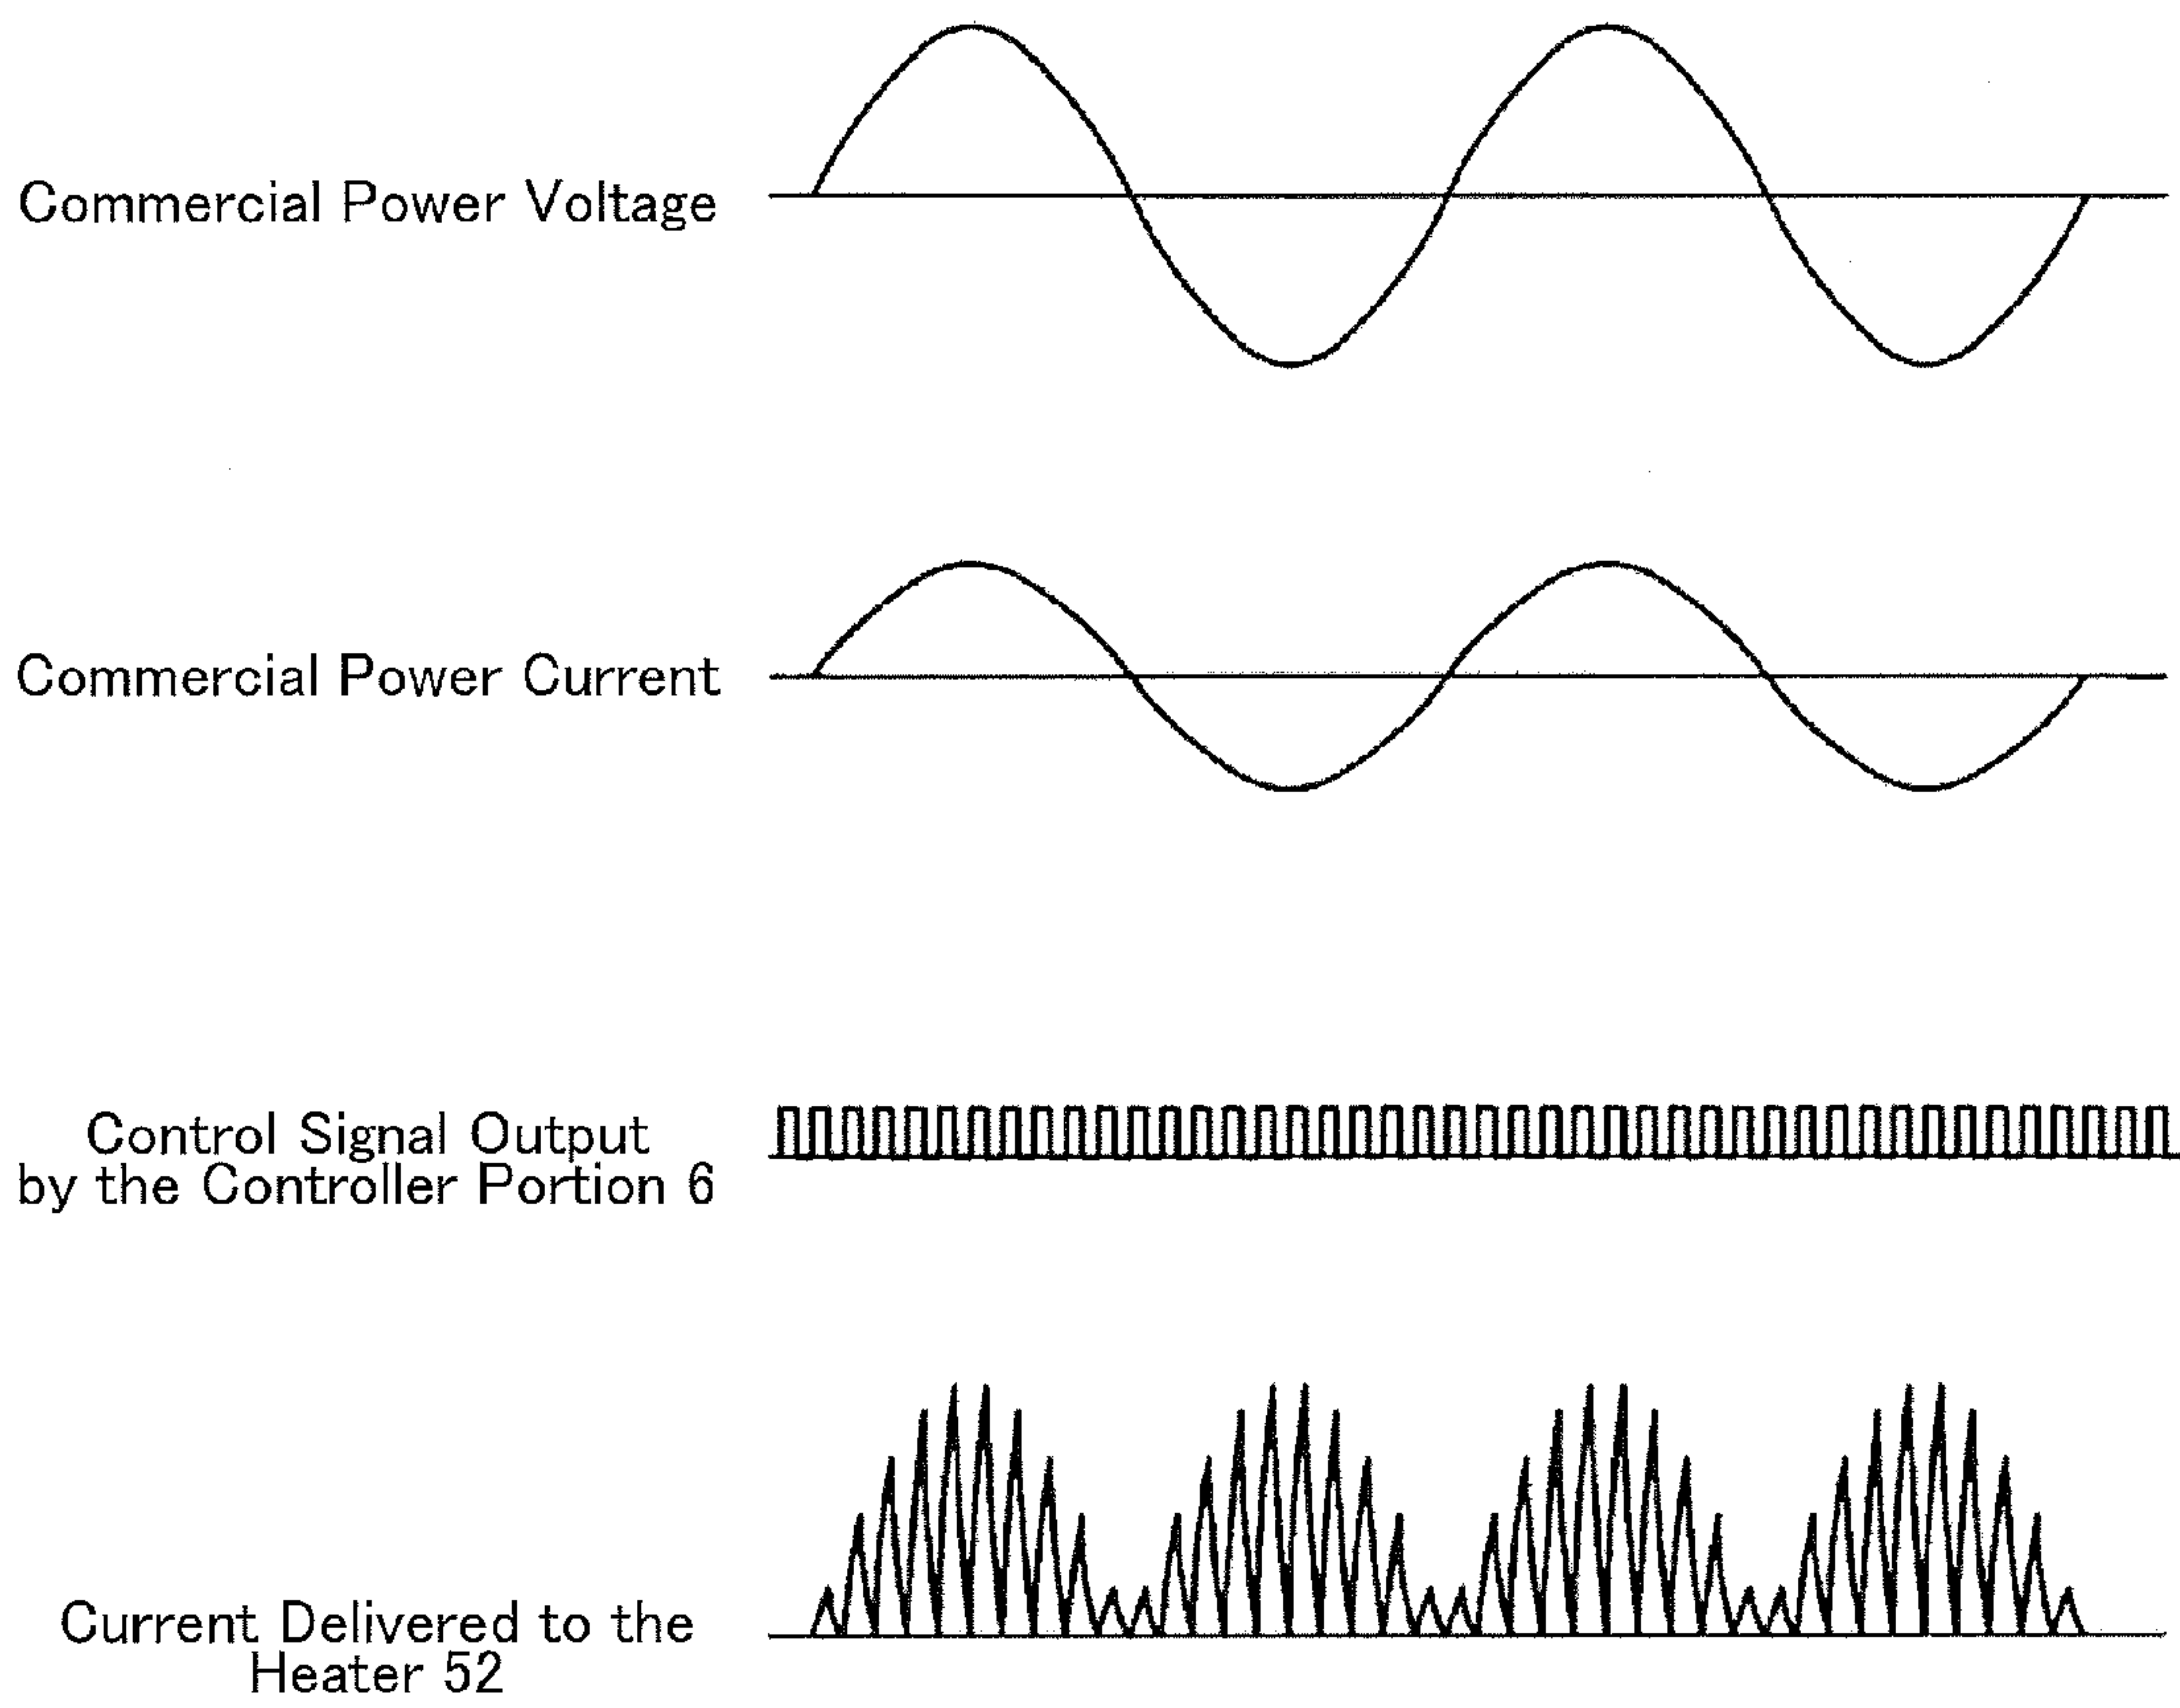 Commercial Power Voltage
Commercial Power Current
Control Signal Output
by the Controller Portion 6
Current Delivered to the
Heater 52